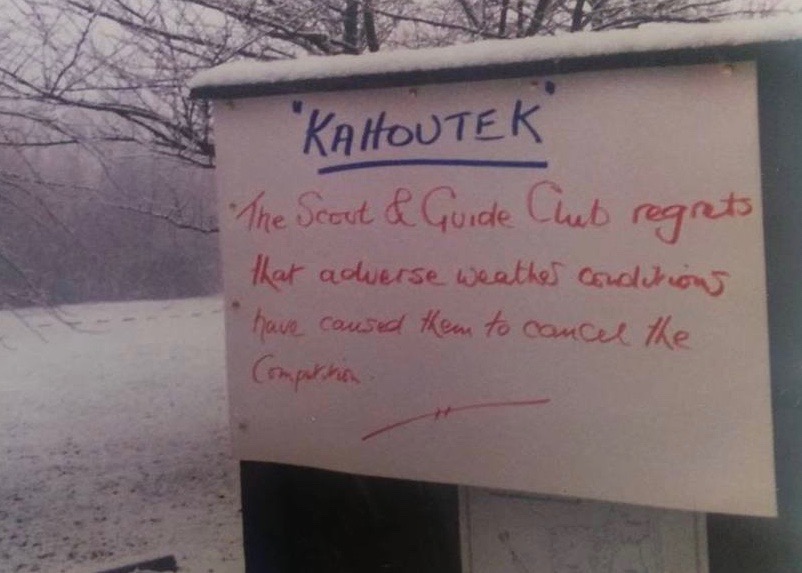 "KAHOUTEK"
The Scout & Guide Club regrets
that adverse weather conditions
have caused them to cancel the
Competition.